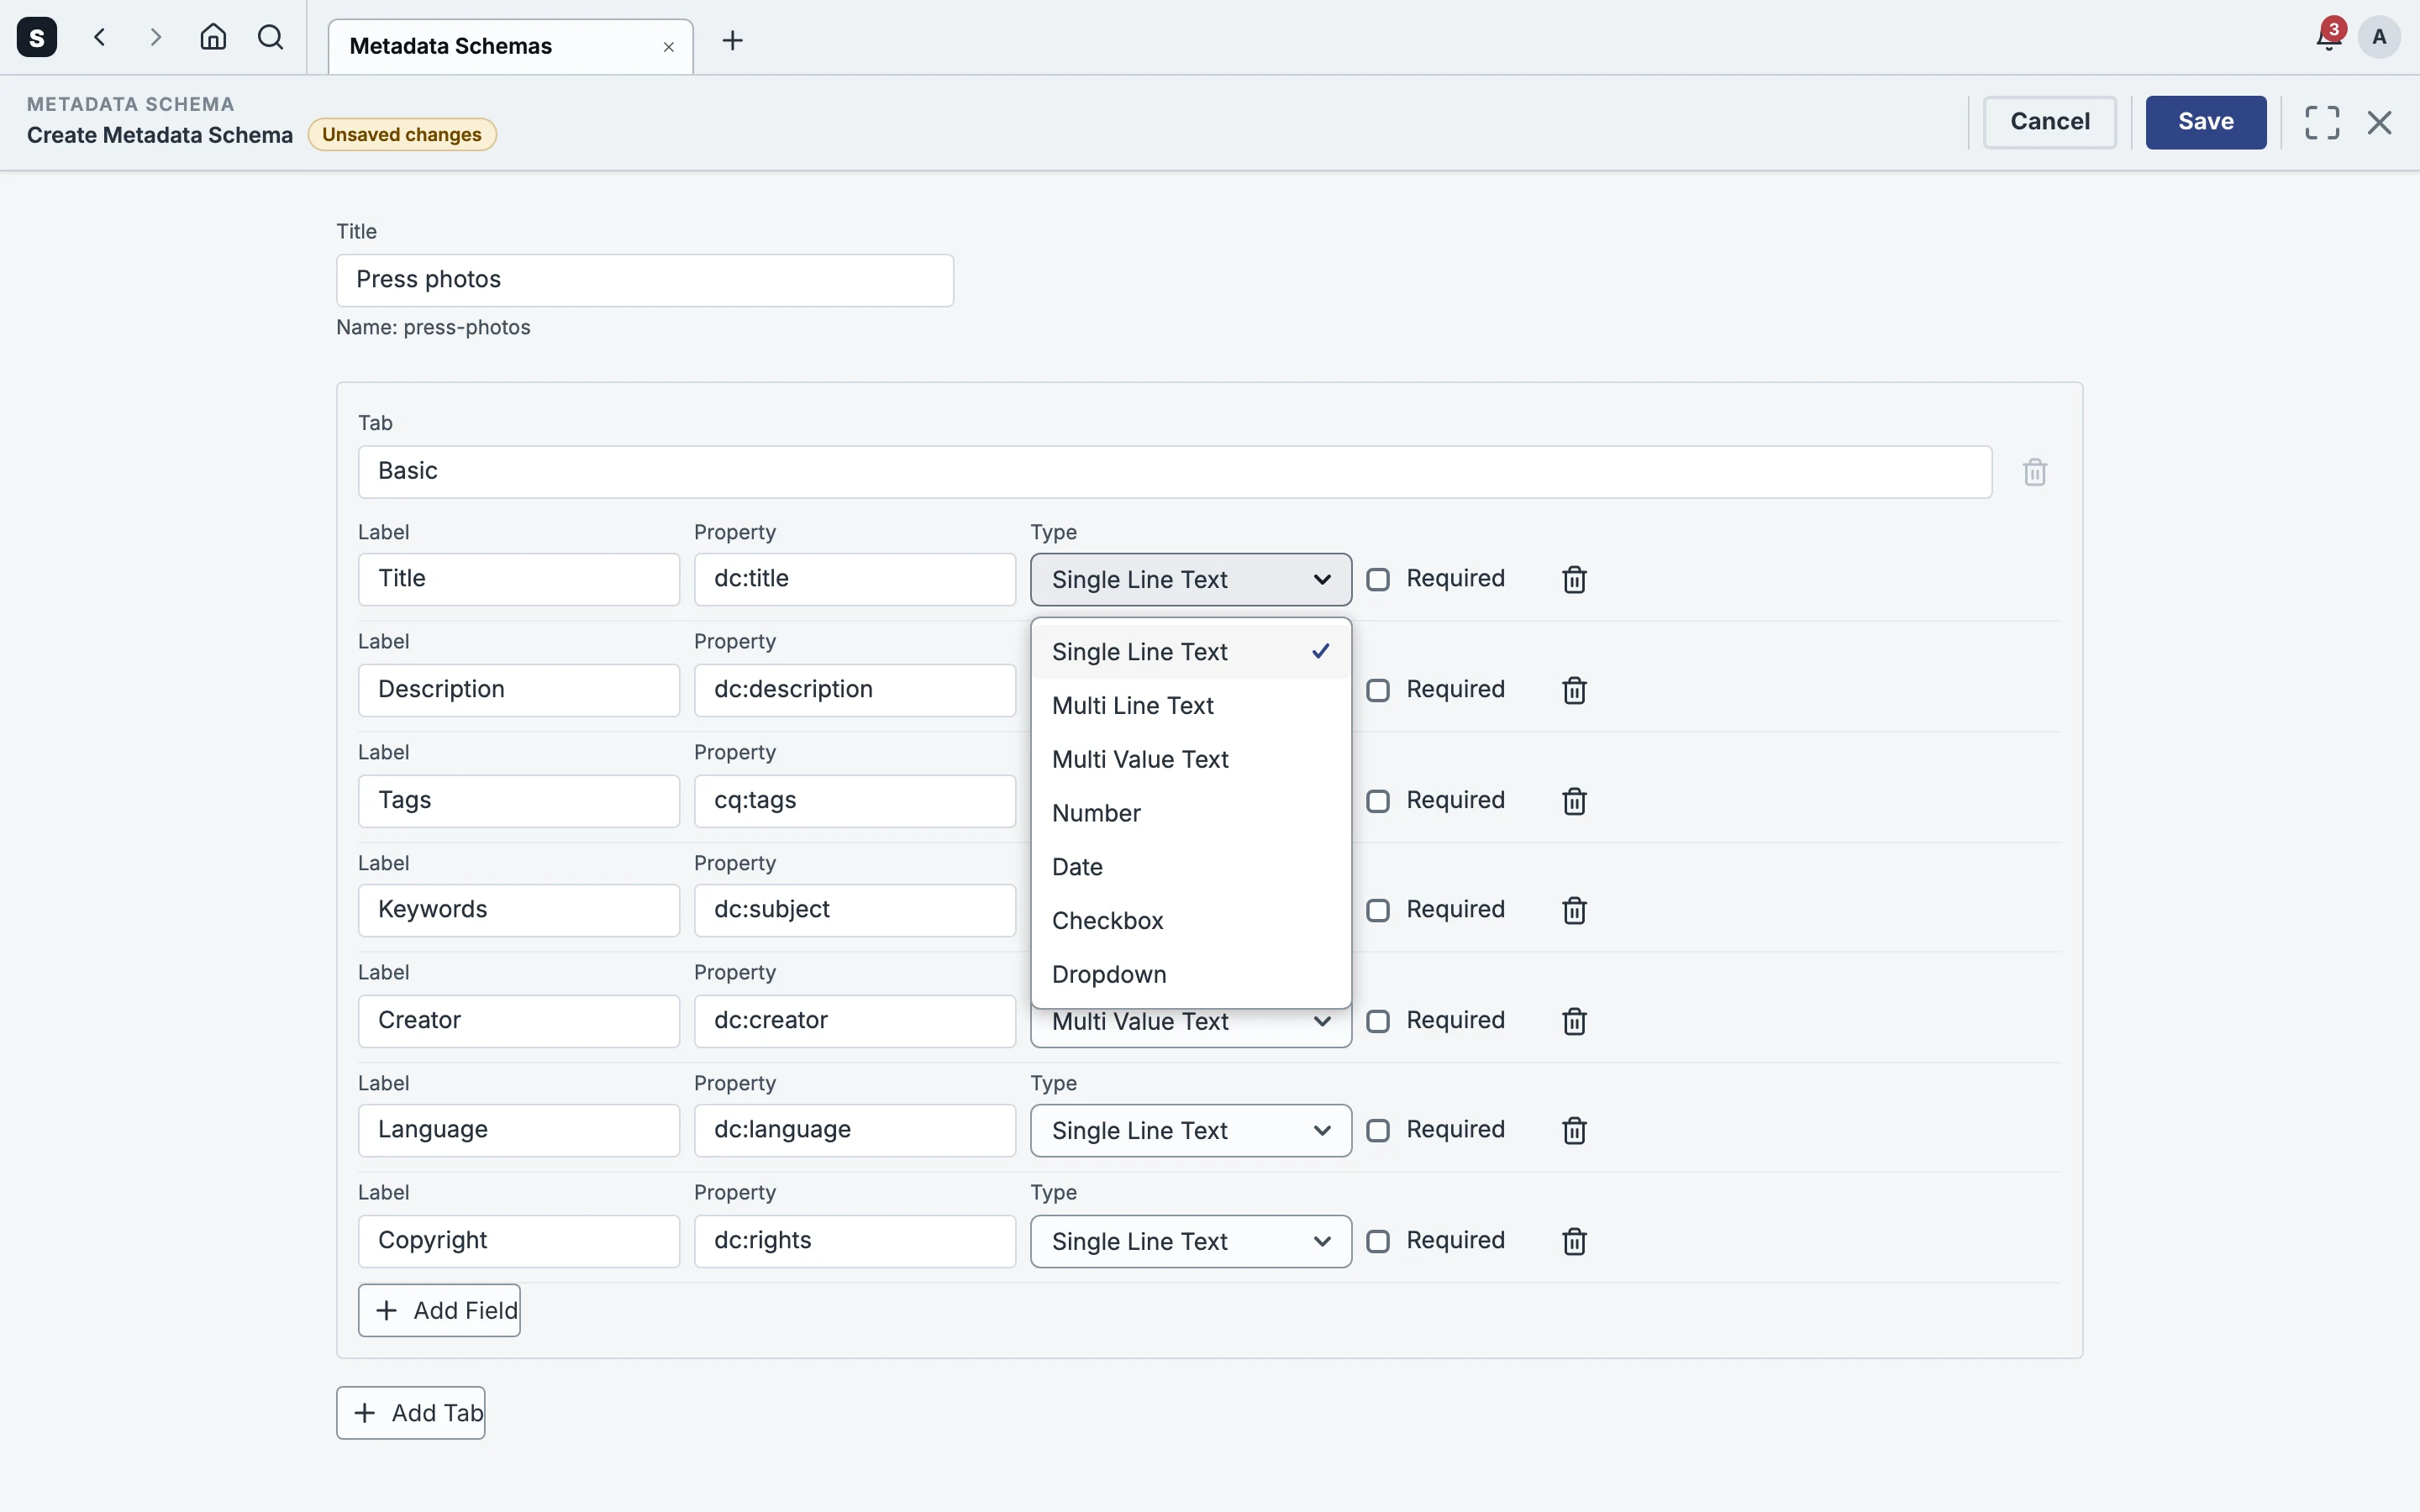 S
Metadata Schemas
3
A
METADATA SCHEMA
Create Metadata Schema
Unsaved changes
Cancel
Save
Title
Press photos
Name: press-photos
Tab
Basic
Label Property Type
Title dc:title Single Line Text Required
Single Line Text
Multi Line Text
Multi Value Text
Number
Date
Checkbox
Dropdown
Label Property
Description dc:description Required
Label Property
Tags cq:tags Required
Label Property
Keywords dc:subject Required
Label Property
Creator dc:creator Multi Value Text Required
Label Property Type
Language dc:language Single Line Text Required
Label Property Type
Copyright dc:rights Single Line Text Required
Add Field
Add Tab